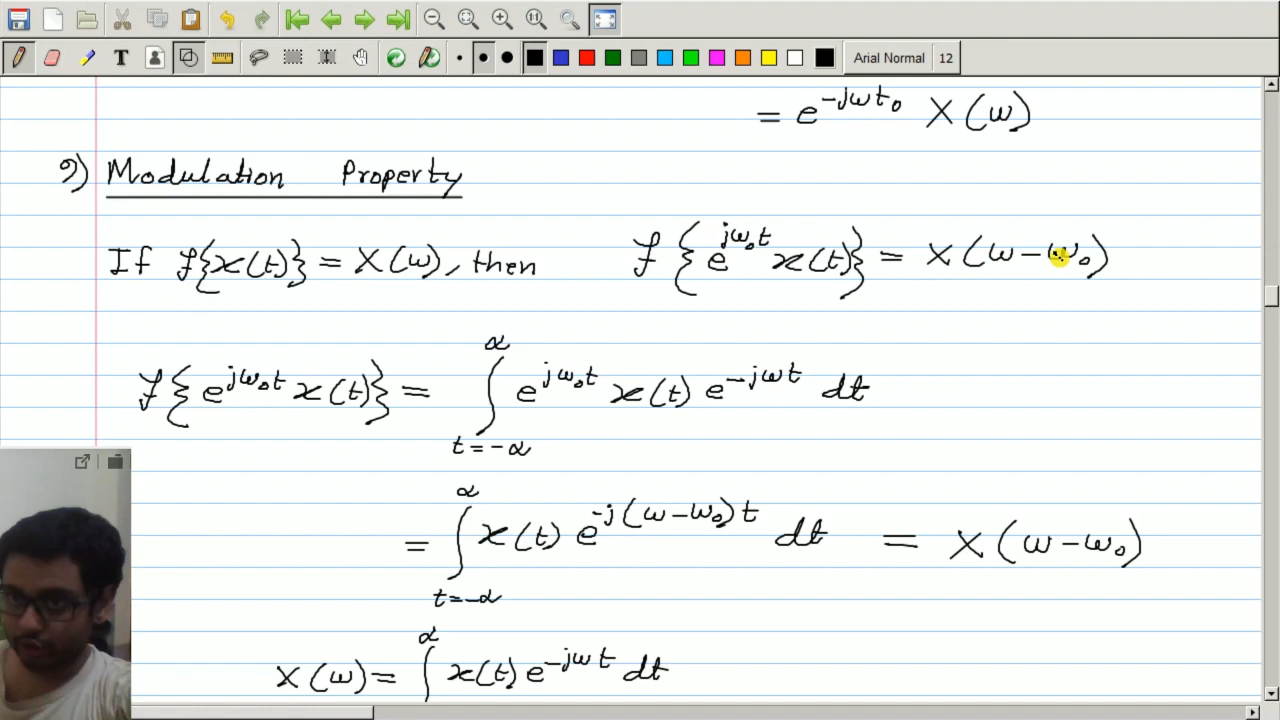 Arial Normal 12
= e^{-jωt₀} X(ω)
9) Modulation Property
If ℱ{x(t)} = X(ω), then ℱ{e^{jω₀t} x(t)} = X(ω-ω₀)
ℱ{e^{jω₀t} x(t)} = ∫_{t=-α}^{α} e^{jω₀t} x(t) e^{-jωt} dt
= ∫_{t=-α}^{α} x(t) e^{-j(ω-ω₀)t} dt = X(ω-ω₀)
X(ω) = ∫^{α} x(t) e^{-jωt} dt